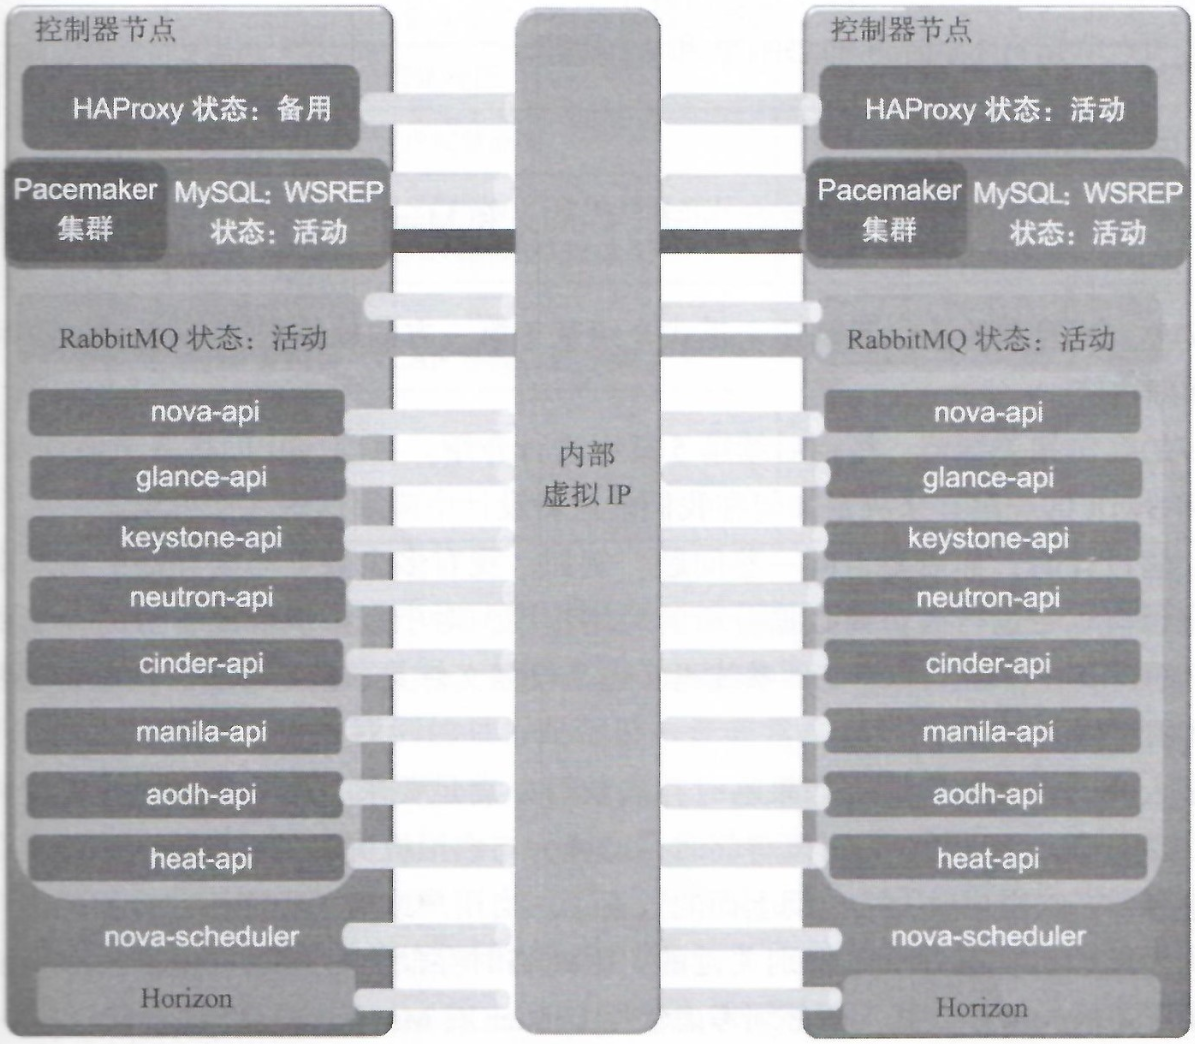 控制器节点
HAProxy 状态：备用
Pacemaker
集群
MySQL：WSREP
状态：活动
RabbitMQ 状态：活动
nova-api
glance-api
keystone-api
neutron-api
cinder-api
manila-api
aodh-api
heat-api
nova-scheduler
Horizon
内部
虚拟 IP
控制器节点
HAProxy 状态：活动
Pacemaker
集群
MySQL：WSREP
状态：活动
RabbitMQ 状态：活动
nova-api
glance-api
keystone-api
neutron-api
cinder-api
manila-api
aodh-api
heat-api
nova-scheduler
Horizon